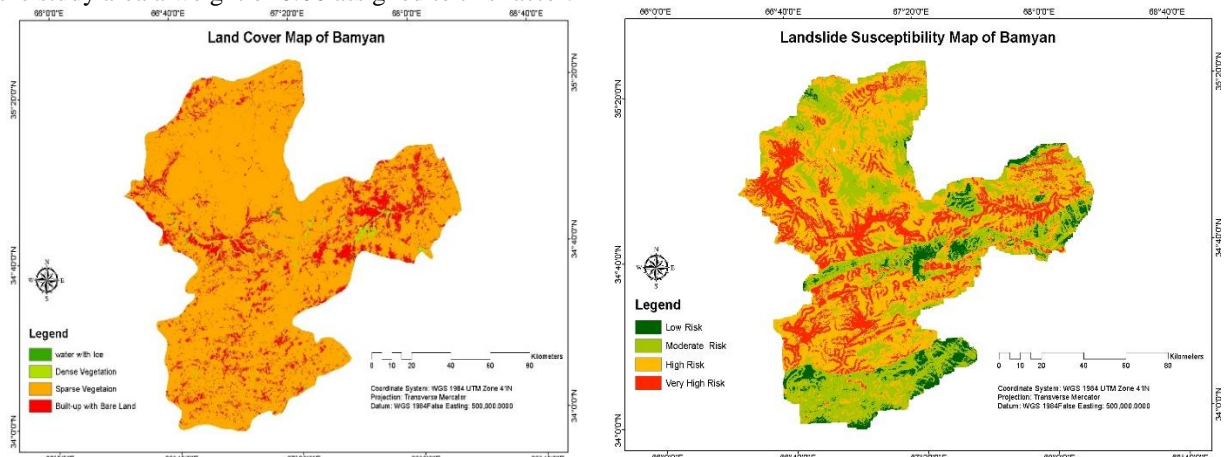 Land Cover Map of Bamyan
Legend
water with Ice
Dense Vegetation
Sparse Vegetaion
Built-up with Bare Land
Kilometers
0 5 10 20 40 60 80
Coordinate System: WGS 1984 UTM Zone 41N
Projection: Transverse Mercator
Datum: WGS 1984False Easting: 500,000.0000
66°40'0"E
67°20'0"E
68°0'0"E
68°40'0"E
35°20'0"N
34°40'0"N
34°0'0"N
Landslide Susceptibility Map of Bamyan
Legend
Low Risk
Moderate Risk
High Risk
Very High Risk
Kilometers
0 5 10 20 40 60 80
Coordinate System: WGS 1984 UTM Zone 41N
Projection: Transverse Mercator
Datum: WGS 1984False Easting: 500,000.0000
66°0'0"E
66°40'0"E
67°20'0"E
68°0'0"E
68°40'0"E
35°20'0"N
34°40'0"N
34°0'0"N